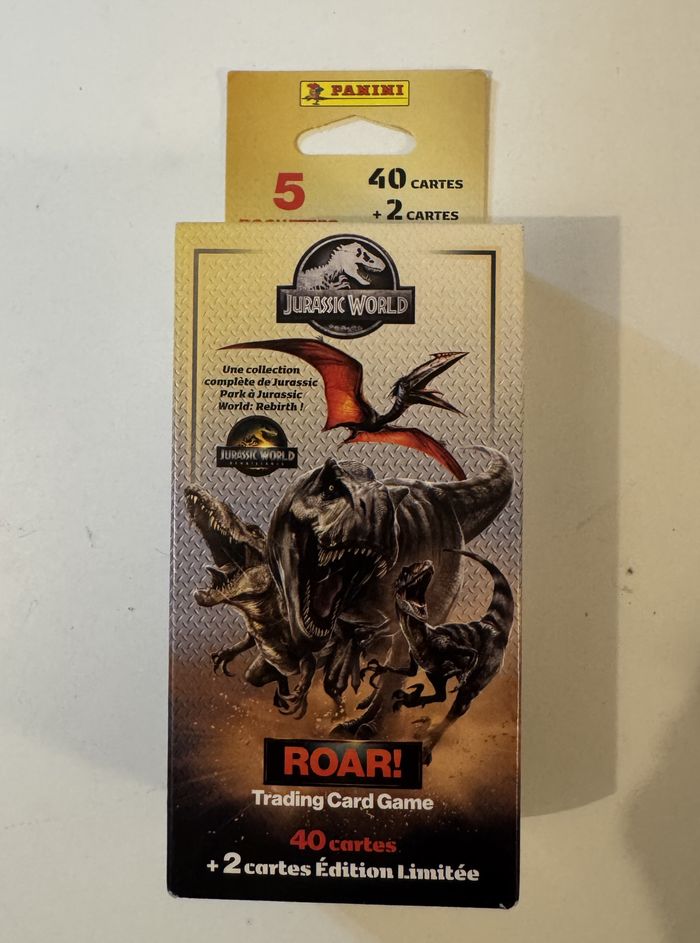 PANINI
5
40 CARTES
+ 2 CARTES
JURASSIC WORLD
Une collection
complète de Jurassic
Park à Jurassic
World: Rebirth !
JURASSIC WORLD
RENAISSANCE
ROAR!
Trading Card Game
40 cartes
+ 2 cartes Édition Limitée